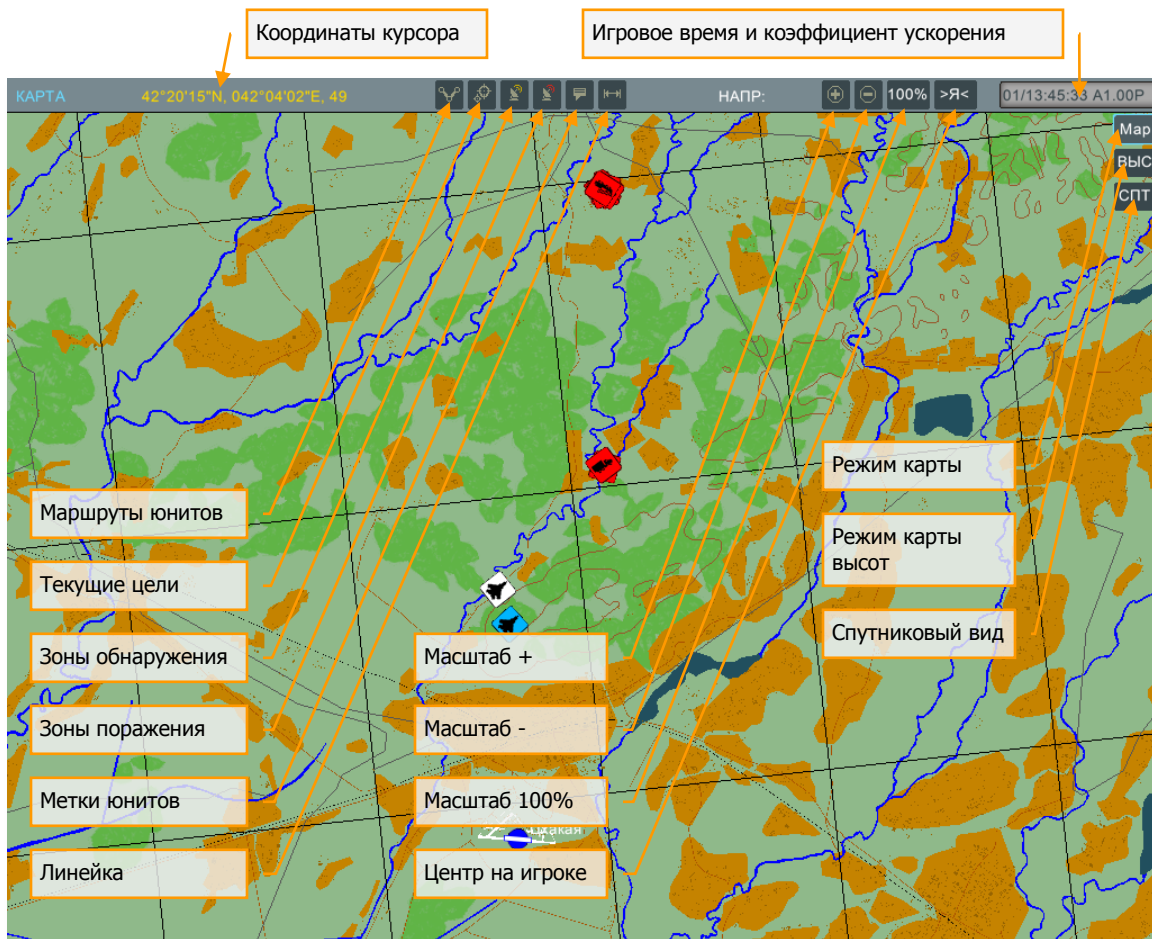 Координаты курсора
Игровое время и коэффициент ускорения
КАРТА 42°20'15"N, 042°04'02"E, 49 НАПР: 100% >Я< 01/13:45:33 A1.00P
Мар
ВЫС
СПТ
Режим карты
Маршруты юнитов
Режим карты
высот
Текущие цели
Спутниковый вид
Зоны обнаружения
Масштаб +
Зоны поражения
Масштаб -
Метки юнитов
Масштаб 100%
Линейка
Центр на игроке